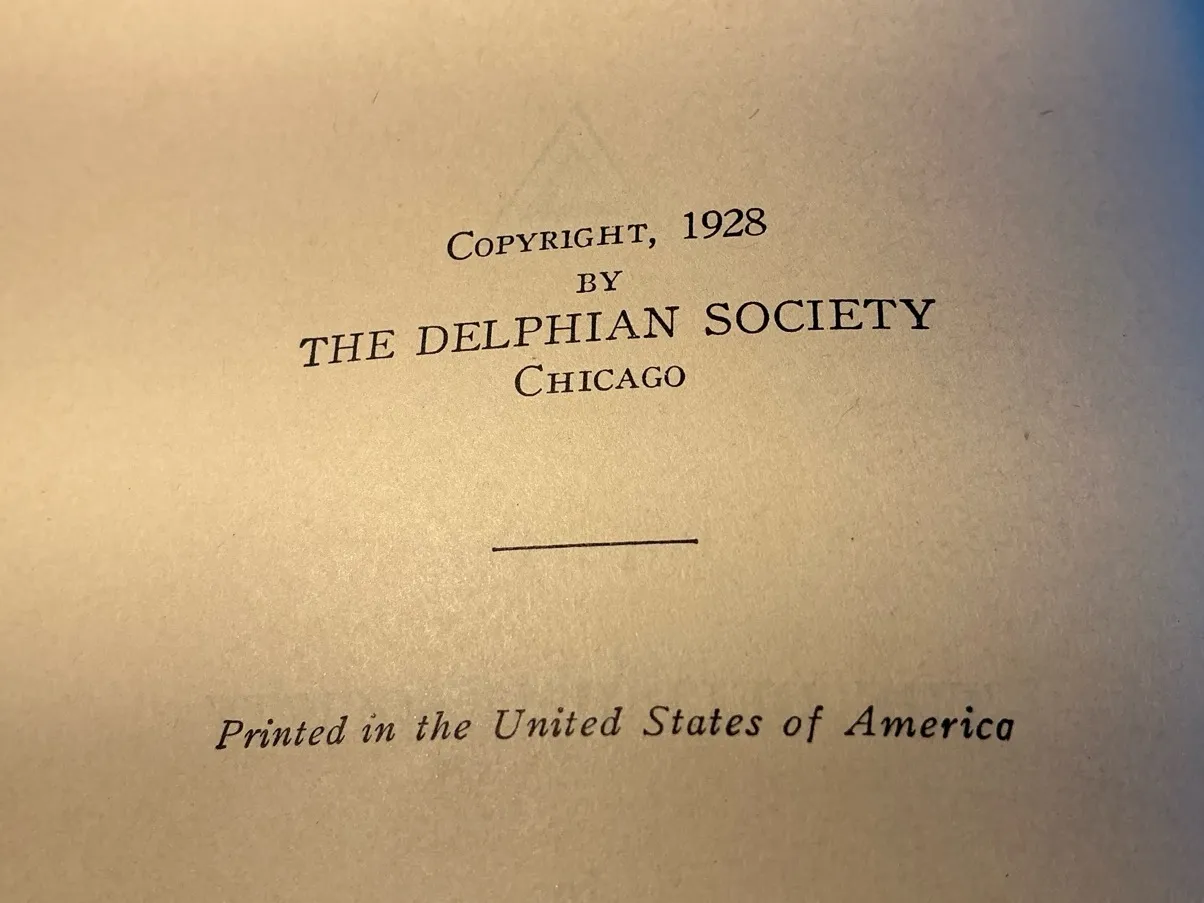 Copyright, 1928
by
THE DELPHIAN SOCIETY
Chicago
Printed in the United States of America